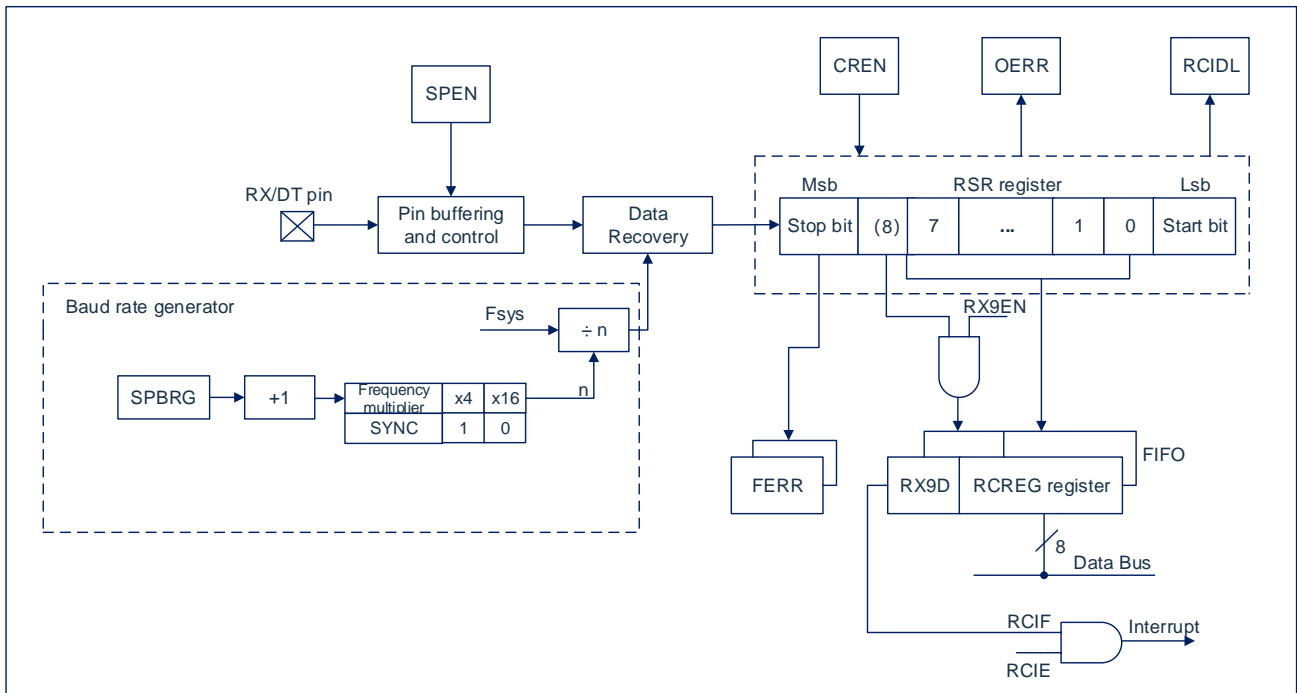 CREN
OERR
RCIDL
SPEN
RX/DT pin
Pin buffering
and control
Data
Recovery
Msb
RSR register
Lsb
Stop bit
(8)
7
...
1
0
Start bit
Baud rate generator
Fsys
÷ n
n
SPBRG
+1
Frequency
multiplier
x4
x16
SYNC
1
0
RX9EN
FERR
RX9D
RCREG register
FIFO
8
Data Bus
RCIF
RCIE
Interrupt